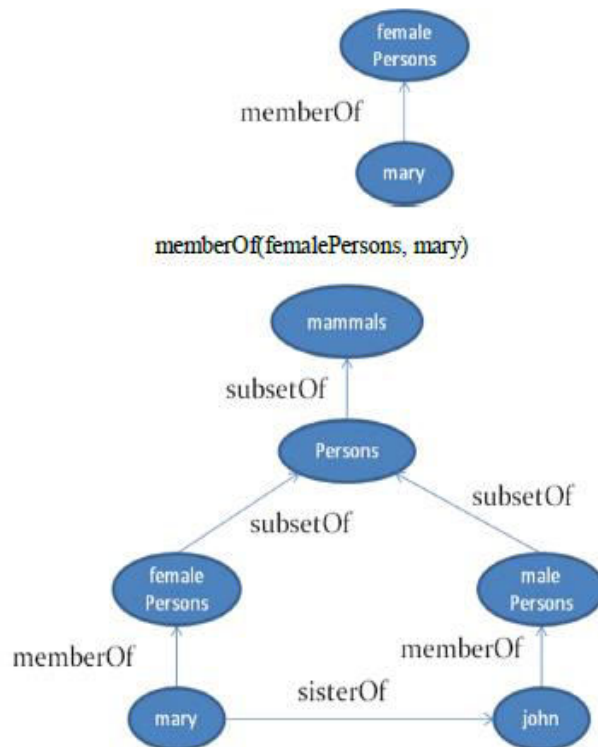 female
Persons
memberOf
mary
memberOf(femalePersons, mary)
mammals
subsetOf
Persons
subsetOf
subsetOf
female
Persons
male
Persons
memberOf
memberOf
sisterOf
mary
john